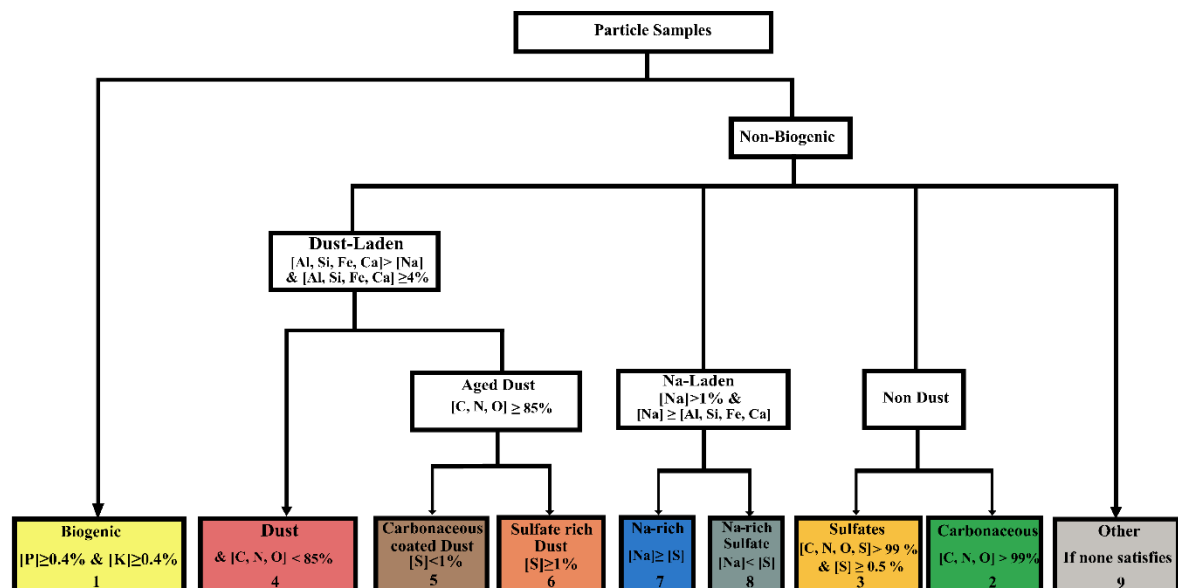 Particle Samples
Non-Biogenic
Dust-Laden
[Al, Si, Fe, Ca]> [Na]
& [Al, Si, Fe, Ca] ≥4%
Aged Dust
[C, N, O] ≥ 85%
Na-Laden
[Na]>1% &
[Na] ≥ [Al, Si, Fe, Ca]
Non Dust
Biogenic
[P]≥0.4% & [K]≥0.4%
1
Dust
& [C, N, O] < 85%
4
Carbonaceous
coated Dust
[S]<1%
5
Sulfate rich
Dust
[S]≥1%
6
Na-rich
[Na]≥ [S]
7
Na-rich
Sulfate
[Na]< [S]
8
Sulfates
[C, N, O, S] > 99 %
& [S] ≥ 0.5 %
3
Carbonaceous
[C, N, O] > 99%
2
Other
If none satisfies
9